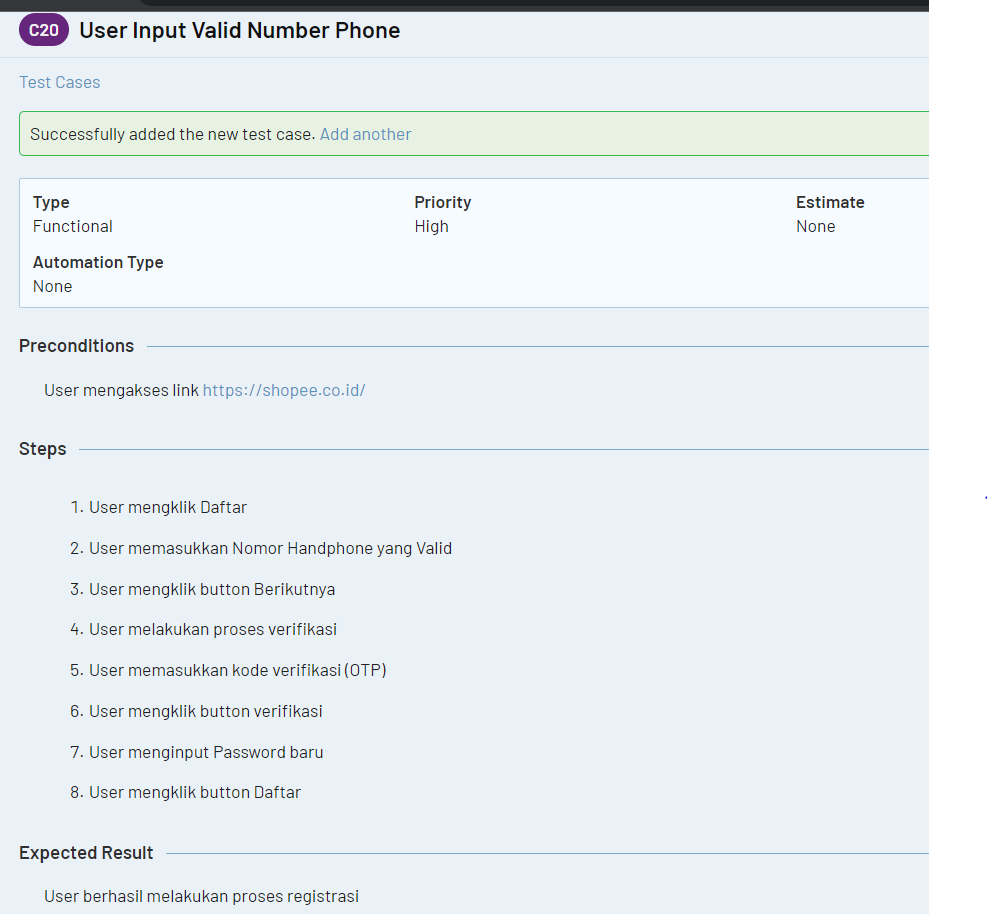 C20 User Input Valid Number Phone
Test Cases
Successfully added the new test case. Add another
Type Priority Estimate
Functional High None
Automation Type
None
Preconditions
User mengakses link https://shopee.co.id/
Steps
1. User mengklik Daftar
2. User memasukkan Nomor Handphone yang Valid
3. User mengklik button Berikutnya
4. User melakukan proses verifikasi
5. User memasukkan kode verifikasi (OTP)
6. User mengklik button verifikasi
7. User menginput Password baru
8. User mengklik button Daftar
Expected Result
User berhasil melakukan proses registrasi